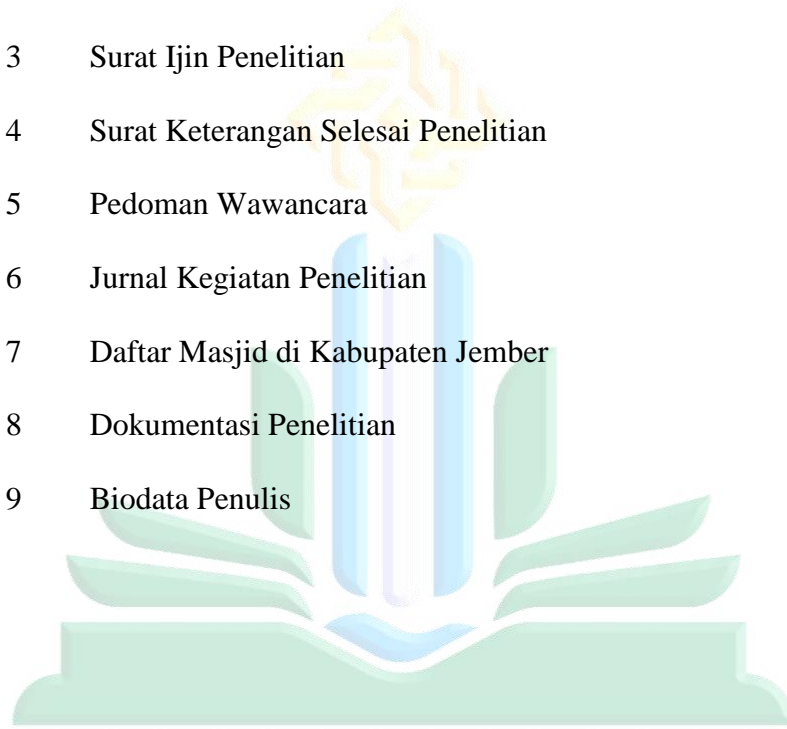 3 Surat Ijin Penelitian
4 Surat Keterangan Selesai Penelitian
5 Pedoman Wawancara
6 Jurnal Kegiatan Penelitian
7 Daftar Masjid di Kabupaten Jember
8 Dokumentasi Penelitian
9 Biodata Penulis